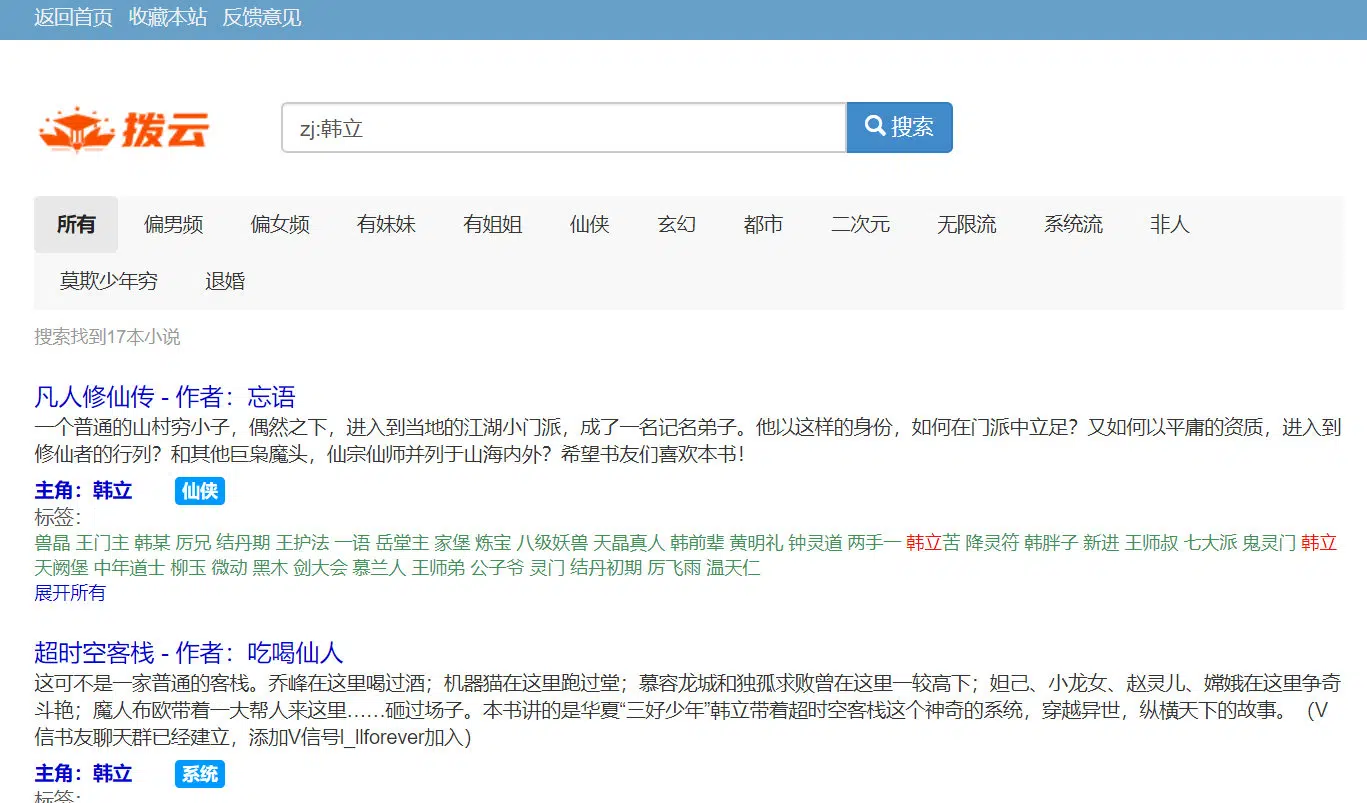 返回首页 收藏本站 反馈意见
拨云
zj:韩立
搜索
所有 偏男频 偏女频 有妹妹 有姐姐 仙侠 玄幻 都市 二次元 无限流 系统流 非人
莫欺少年穷 退婚
搜索找到17本小说
凡人修仙传 - 作者：忘语
一个普通的山村穷小子，偶然之下，进入到当地的江湖小门派，成了一名记名弟子。他以这样的身份，如何在门派中立足？又如何以平庸的资质，进入到
修仙者的行列？和其他巨枭魔头，仙宗仙师并列于山海内外？希望书友们喜欢本书！
主角：韩立 仙侠
标签：
兽晶 王门主 韩某 厉兄 结丹期 王护法 一语 岳堂主 家堡 炼宝 八级妖兽 天晶真人 韩前辈 黄明礼 钟灵道 两手一 韩立苦 降灵符 韩胖子 新进 王师叔 七大派 鬼灵门 韩立
天阙堡 中年道士 柳玉 微动 黑木 剑大会 慕兰人 王师弟 公子爷 灵门 结丹初期 厉飞雨 温天仁
展开所有
超时空客栈 - 作者：吃喝仙人
这可不是一家普通的客栈。乔峰在这里喝过酒；机器猫在这里跑过堂；慕容龙城和独孤求败曾在这里一较高下；妲己、小龙女、赵灵儿、嫦娥在这里争奇
斗艳；魔人布欧带着一大帮人来这里……砸过场子。本书讲的是华夏“三好少年”韩立带着超时空客栈这个神奇的系统，穿越异世，纵横天下的故事。（V
信书友聊天群已经建立，添加V信号l_llforever加入）
主角：韩立 系统
标签：